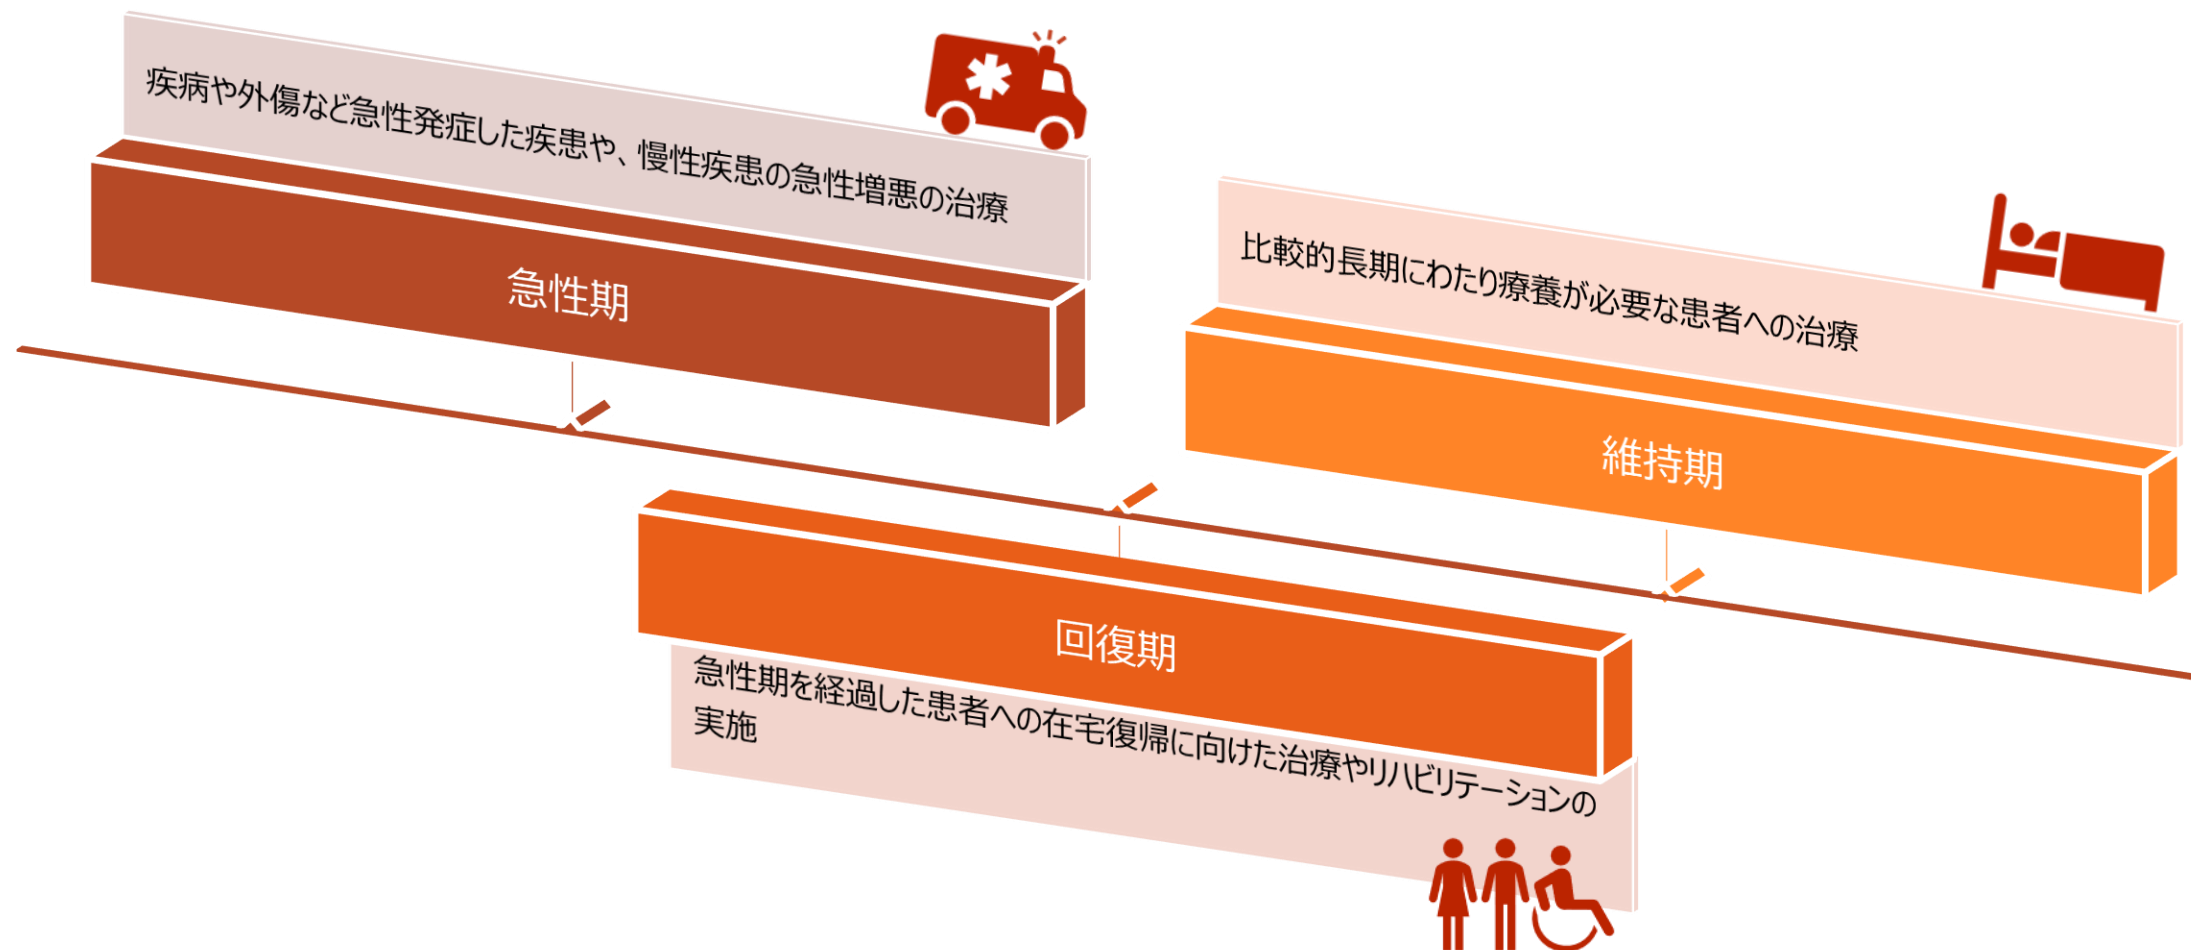 疾病や外傷など急性発症した疾患や、慢性疾患の急性増悪の治療
急性期
比較的長期にわたり療養が必要な患者への治療
維持期
回復期
急性期を経過した患者への在宅復帰に向けた治療やリハビリテーションの
実施